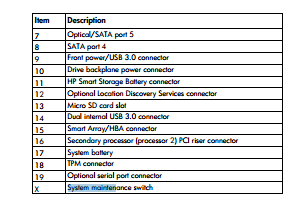 Item Description
7 Optical/SATA port 5
8 SATA port 4
9 Front power/USB 3.0 connector
10 Drive backplane power connector
11 HP Smart Storage Battery connector
12 Optional Location Discovery Services connector
13 Micro SD card slot
14 Dual internal USB 3.0 connector
15 Smart Array/HBA connector
16 Secondary processor (processor 2) PCI riser connector
17 System battery
18 TPM connector
19 Optional serial port connector
X System maintenance switch